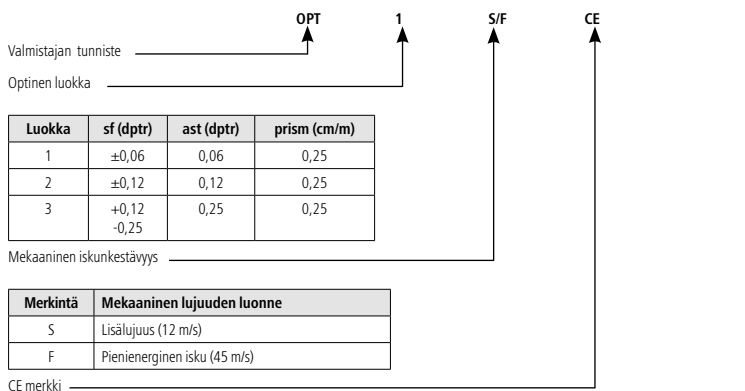 OPT 1 S/F CE
Valmistajan tunniste
Optinen luokka
Luokka sf (dptr) ast (dptr) prism (cm/m)
1 ±0,06 0,06 0,25
2 ±0,12 0,12 0,25
3 +0,12 0,25 0,25
-0,25
Mekaaninen iskunkestävyys
Merkintä Mekaaninen lujuuden luonne
S Lisälujuus (12 m/s)
F Pienienerginen isku (45 m/s)
CE merkki